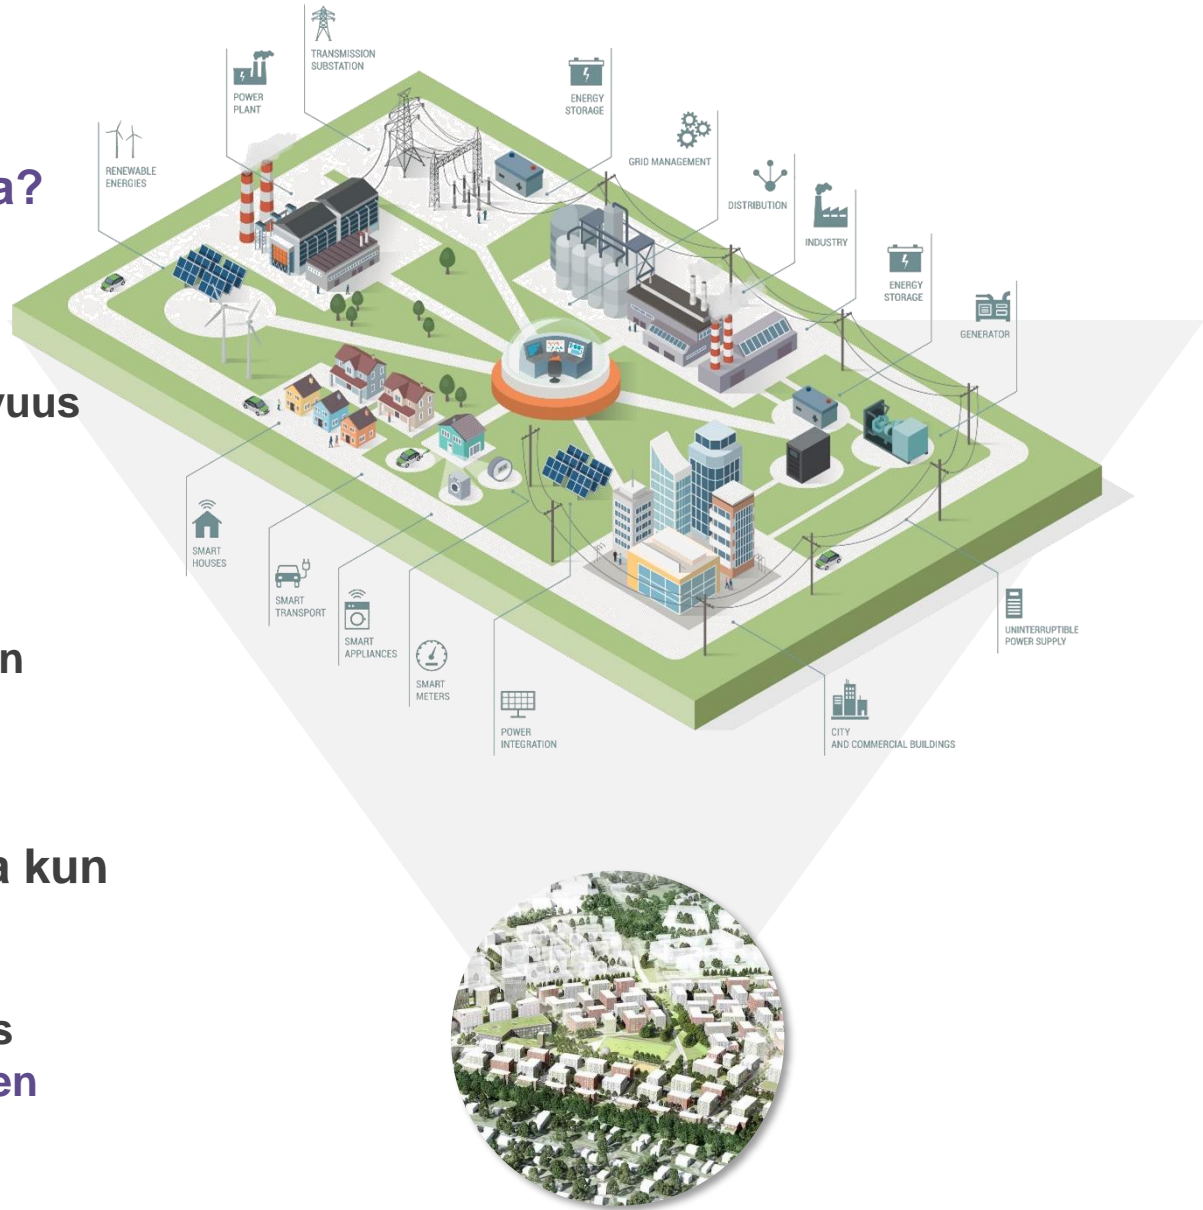 TRANSMISSION
SUBSTATION
POWER
PLANT
ENERGY
STORAGE
RENEWABLE
ENERGIES
GRID MANAGEMENT
a?
DISTRIBUTION
INDUSTRY
ENERGY
STORAGE
GENERATOR
yuus
SMART
HOUSES
SMART
TRANSPORT
SMART
APPLIANCES
SMART
METERS
POWER
INTEGRATION
UNINTERRUPTIBLE
POWER SUPPLY
CITY
AND COMMERCIAL BUILDINGS
n
a kun
s
en